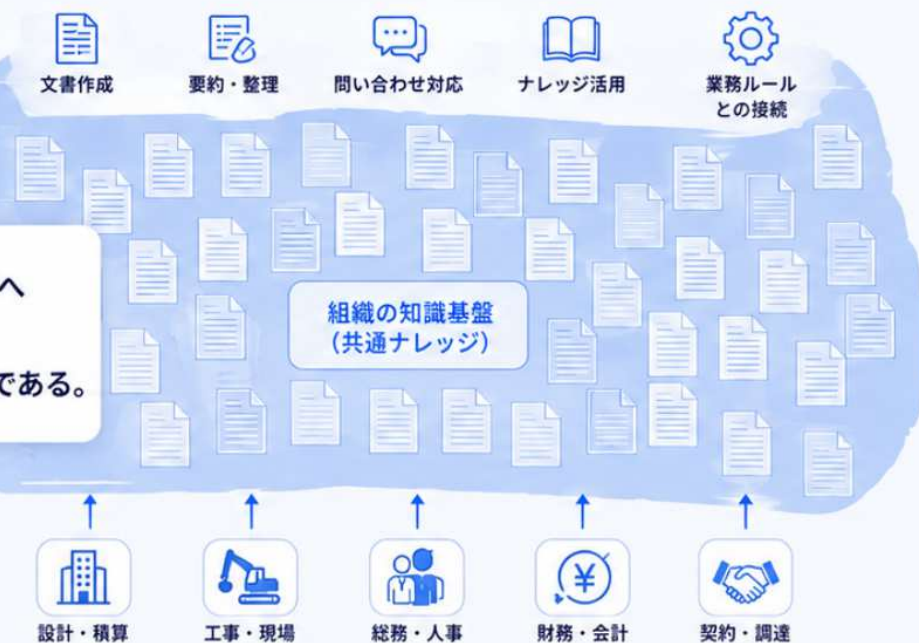 文書作成
要約・整理
問い合わせ対応
ナレッジ活用
業務ルール
との接続
へ
である。
組織の知識基盤
(共通ナレッジ)
設計・積算
工事・現場
総務・人事
財務・会計
契約・調達